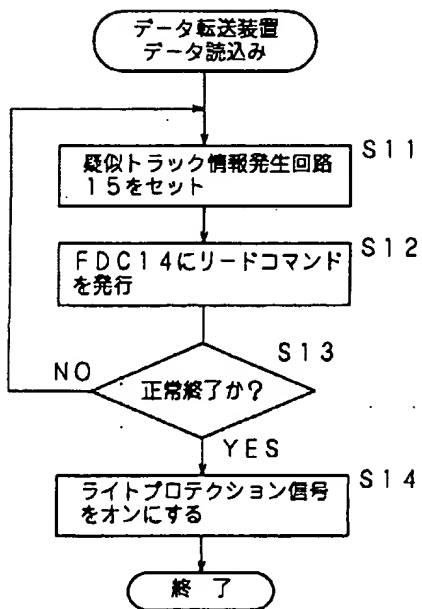 データ転送装置
データ読込み
S11
疑似トラック情報発生回路
15をセット
S12
FDC14にリードコマンド
を発行
S13
NO
正常終了か?
YES
S14
ライトプロテクション信号
をオンにする
終了